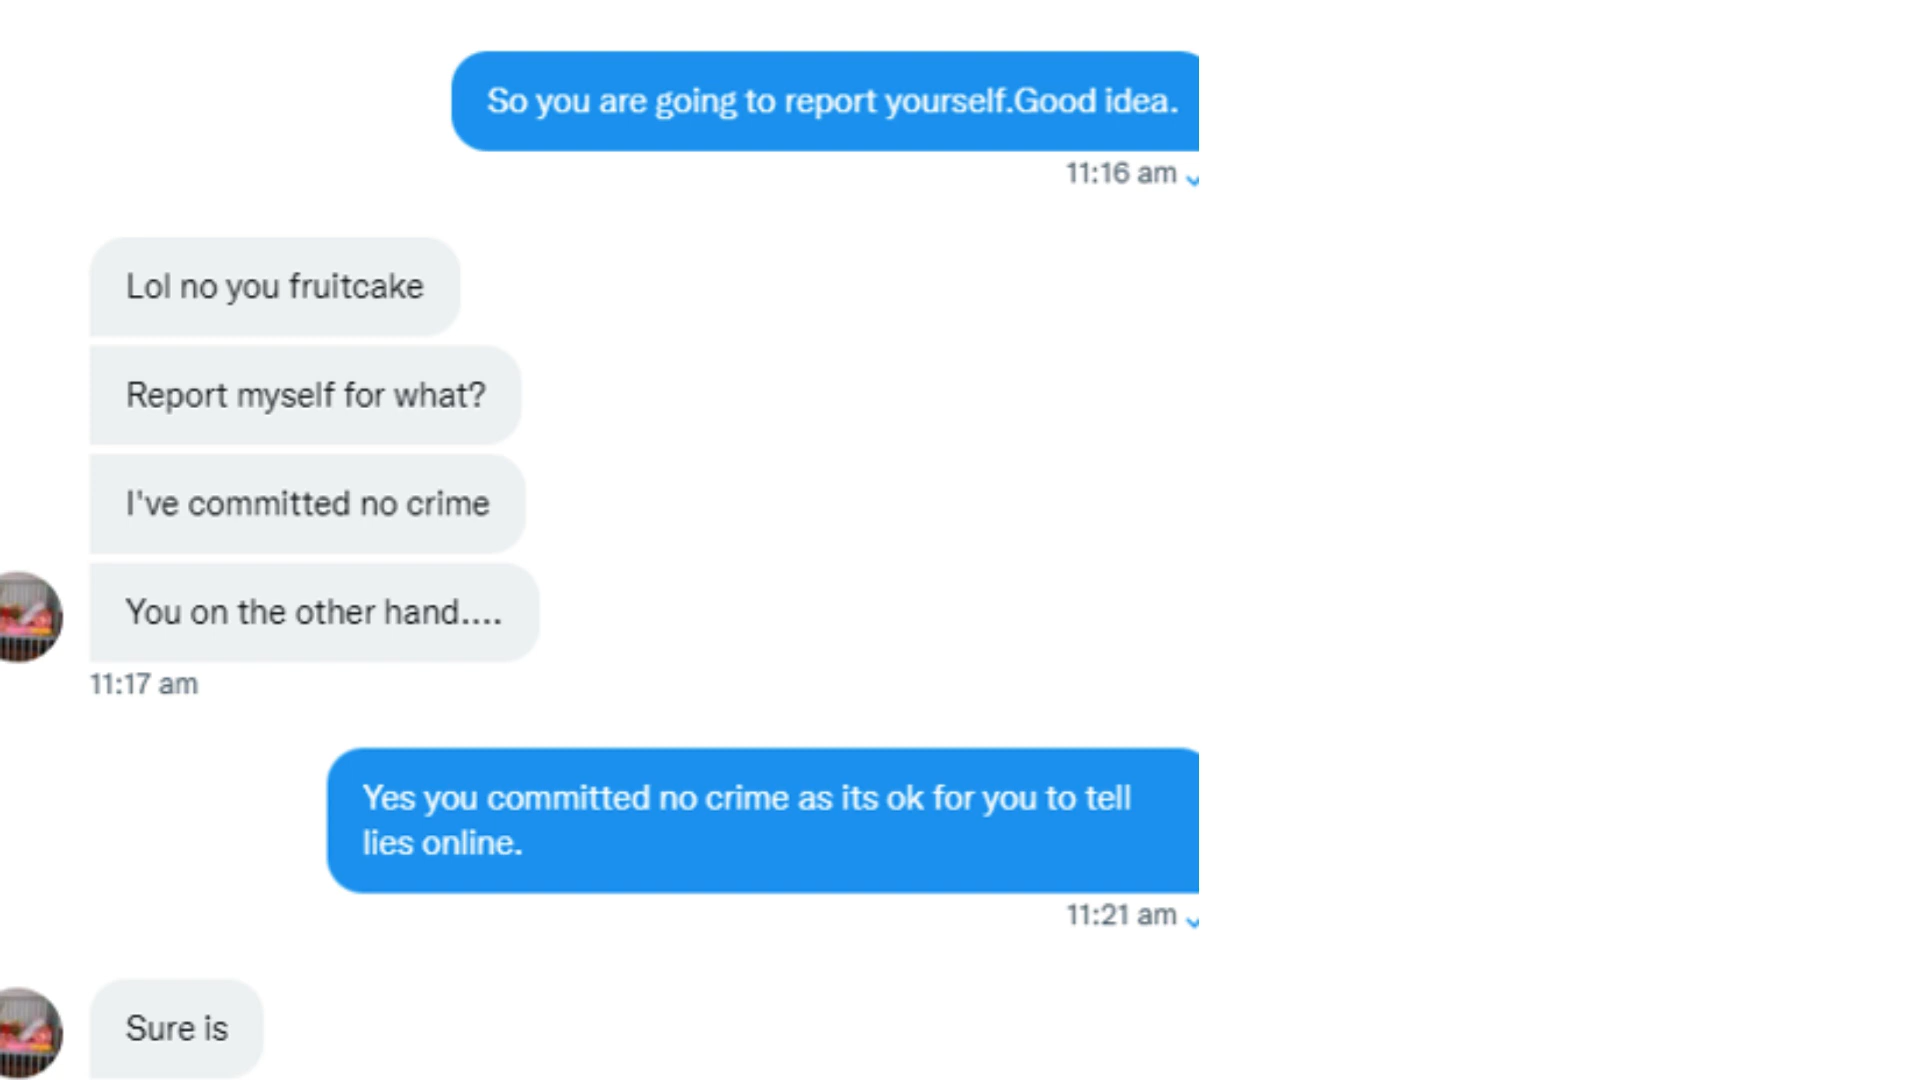 So you are going to report yourself.Good idea.
11:16 am
Lol no you fruitcake
Report myself for what?
I've committed no crime
You on the other hand....
11:17 am
Yes you committed no crime as its ok for you to tell
lies online.
11:21 am
Sure is